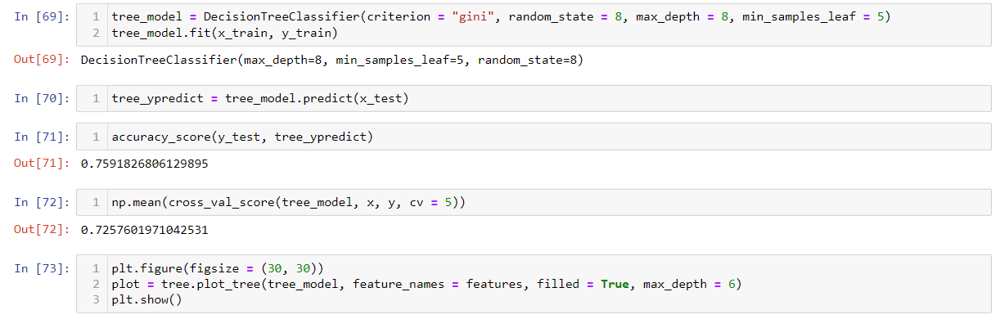 In [69]: 1 tree_model = DecisionTreeClassifier(criterion = "gini", random_state = 8, max_depth = 8, min_samples_leaf = 5)
2 tree_model.fit(x_train, y_train)
Out[69]: DecisionTreeClassifier(max_depth=8, min_samples_leaf=5, random_state=8)
In [70]: 1 tree_ypredict = tree_model.predict(x_test)
In [71]: 1 accuracy_score(y_test, tree_ypredict)
Out[71]: 0.7591826806129895
In [72]: 1 np.mean(cross_val_score(tree_model, x, y, cv = 5))
Out[72]: 0.7257601971042531
In [73]: 1 plt.figure(figsize = (30, 30))
2 plot = tree.plot_tree(tree_model, feature_names = features, filled = True, max_depth = 6)
3 plt.show()